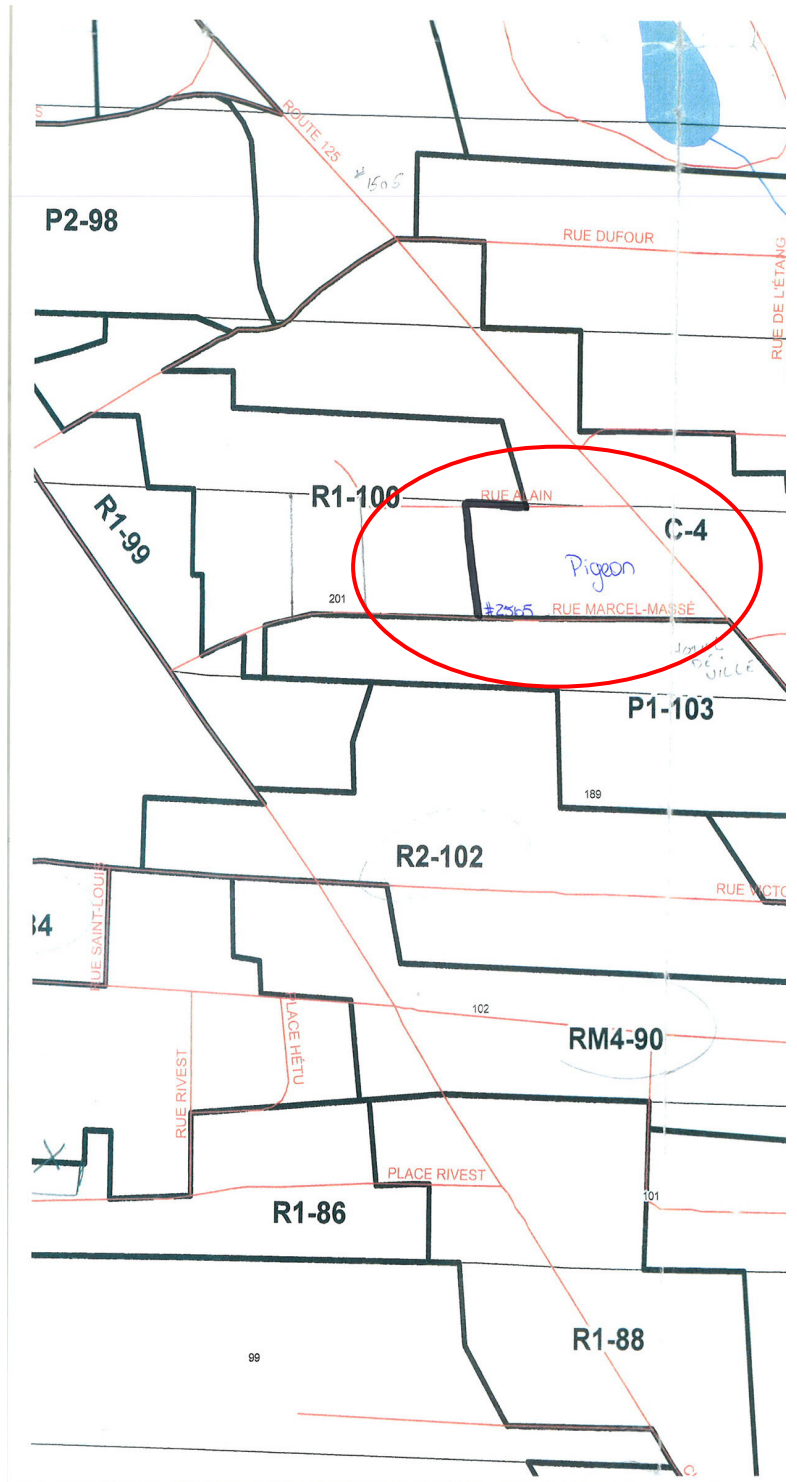 ROUTE 125
#1505
P2-98
RUE DUFOUR
RUE DE L'ÉTANG
R1-100
RUE ALAIN
R1-99
C-4
Pigeon
201
#2565
RUE MARCEL-MASSÉ
VILLE
P1-103
189
R2-102
RUE VICTO
34
RUE SAINT-LOUIS
102
RM4-90
PLACE HÉTU
RUE RIVEST
PLACE RIVEST
101
R1-86
R1-88
99